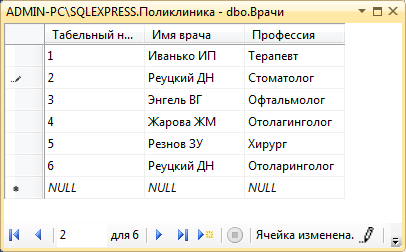 ADMIN-PC\SQLEXPRESS.Поликлиника - dbo.Врачи
Табельный н... Имя врача Профессия
1 Иванько ИП Терапевт
2 Реуцкий ДН Стоматолог
3 Энгель ВГ Офтальмолог
4 Жарова ЖМ Отолагинголог
5 Резнов ЗУ Хирург
6 Реуцкий ДН Отоларинголог
NULL NULL NULL
2 для 6 Ячейка изменена.